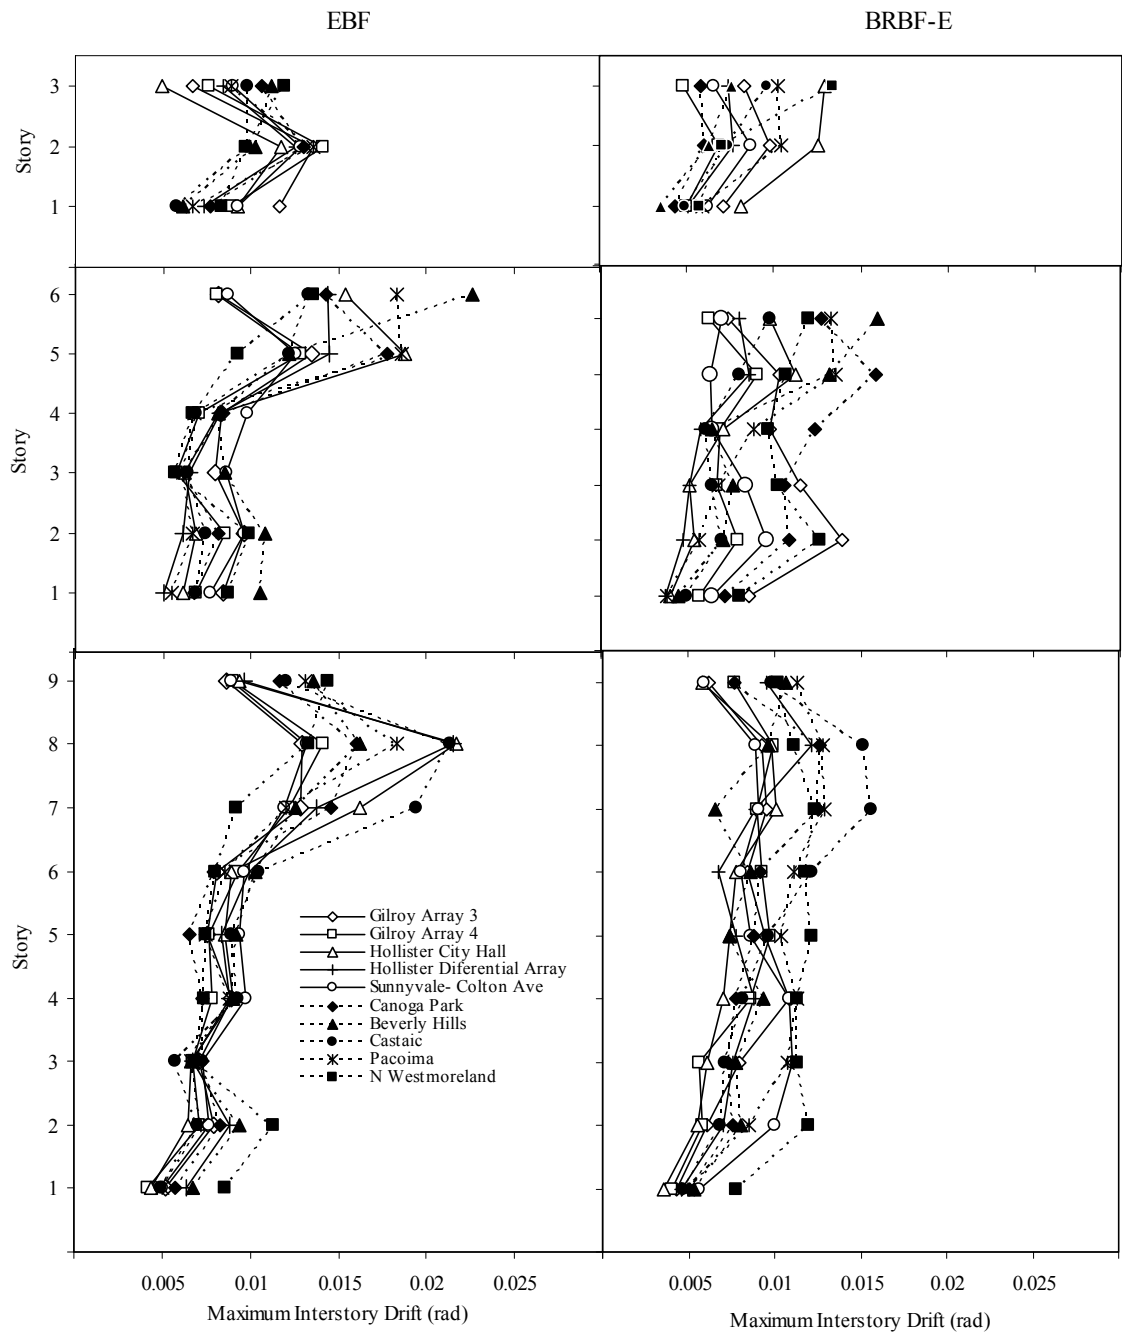 EBF
BRBF-E
3
2
1
Story
6
5
4
3
2
1
Story
9
8
7
6
5
4
3
2
1
Story
Gilroy Array 3
Gilroy Array 4
Hollister City Hall
Hollister Diferential Array
Sunnyvale- Colton Ave
Canoga Park
Beverly Hills
Castaic
Pacoima
N Westmoreland
0.005 0.01 0.015 0.02 0.025
Maximum Interstory Drift (rad)
0.005 0.01 0.015 0.02 0.025
Maximum Interstory Drift (rad)